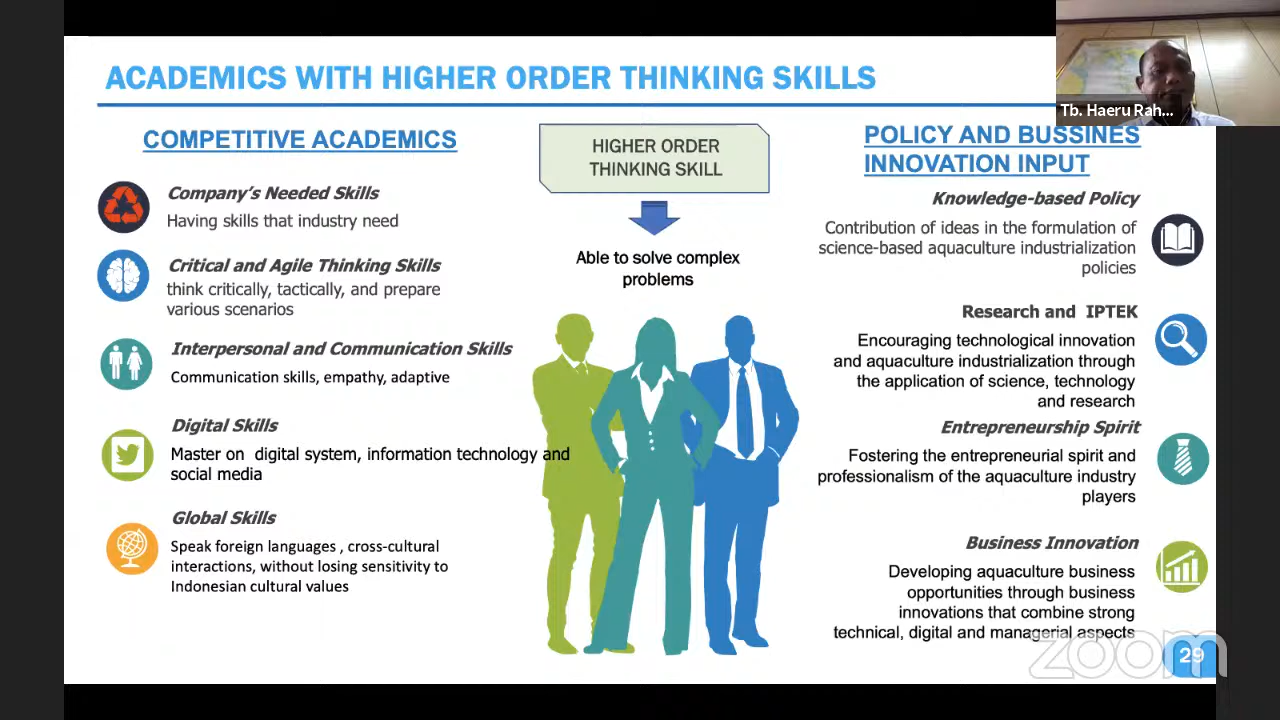 ACADEMICS WITH HIGHER ORDER THINKING SKILLS
Tb. Haeru Rah...
COMPETITIVE ACADEMICS
Company's Needed Skills
Having skills that industry need
Critical and Agile Thinking Skills
think critically, tactically, and prepare
various scenarios
Interpersonal and Communication Skills
Communication skills, empathy, adaptive
Digital Skills
Master on digital system, information technology and
social media
Global Skills
Speak foreign languages , cross-cultural
interactions, without losing sensitivity to
Indonesian cultural values
HIGHER ORDER
THINKING SKILL
Able to solve complex
problems
POLICY AND BUSSINES
INNOVATION INPUT
Knowledge-based Policy
Contribution of ideas in the formulation of
science-based aquaculture industrialization
policies
Research and IPTEK
Encouraging technological innovation
and aquaculture industrialization through
the application of science, technology
and research
Entrepreneurship Spirit
Fostering the entrepreneurial spirit and
professionalism of the aquaculture industry
players
Business Innovation
Developing aquaculture business
opportunities through business
innovations that combine strong
technical, digital and managerial aspects
zoom
29